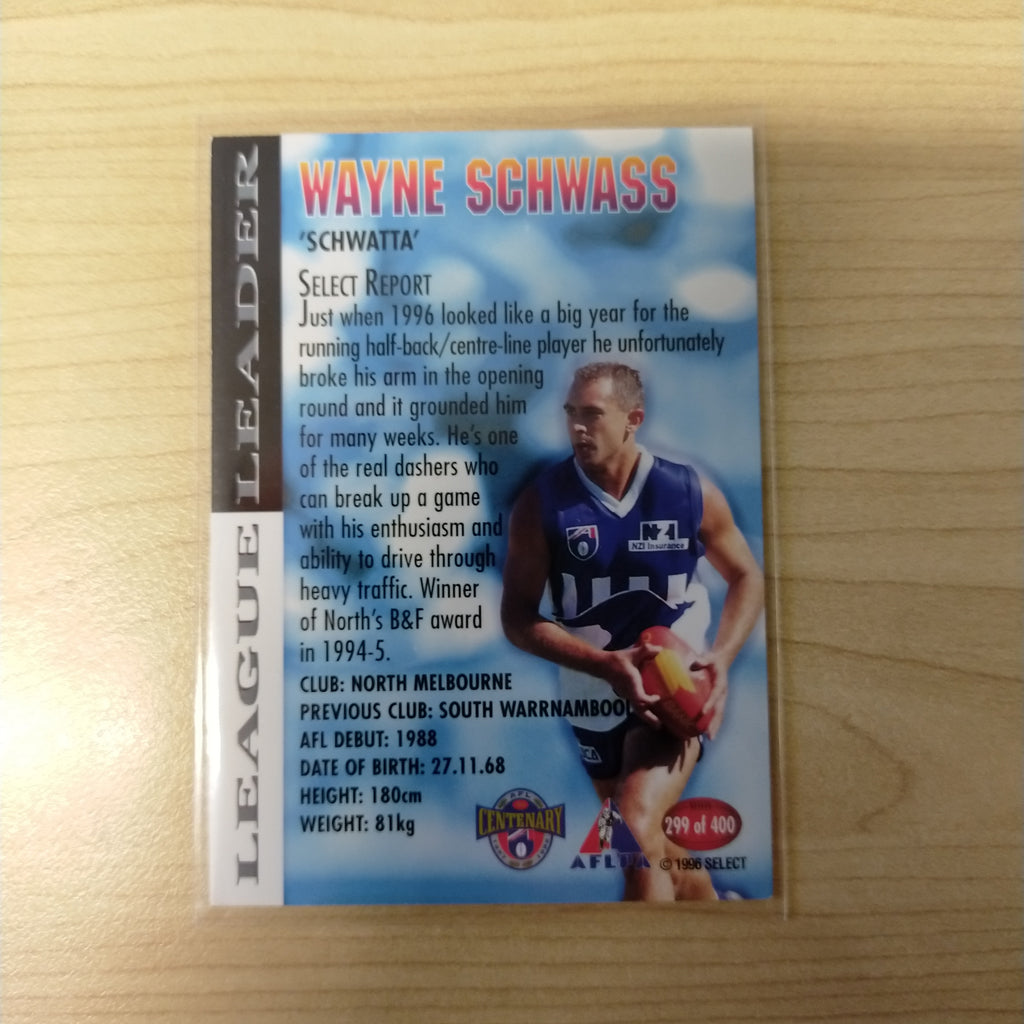 LEAGUE LEADER
WAYNE SCHWASS
'SCHWATTA'
SELECT REPORT
Just when 1996 looked like a big year for the
running half-back/centre-line player he unfortunately
broke his arm in the opening
round and it grounded him
for many weeks. He's one
of the real dashers who
can break up a game
with his enthusiasm and
ability to drive through
heavy traffic. Winner
of North's B&F award
in 1994-5.
CLUB: NORTH MELBOURNE
PREVIOUS CLUB: SOUTH WARRNAMBOOL
AFL DEBUT: 1988
DATE OF BIRTH: 27.11.68
HEIGHT: 180cm
WEIGHT: 81kg
NZI
NZI Insurance
AFL
CENTENARY
299 of 400
© 1996 SELECT